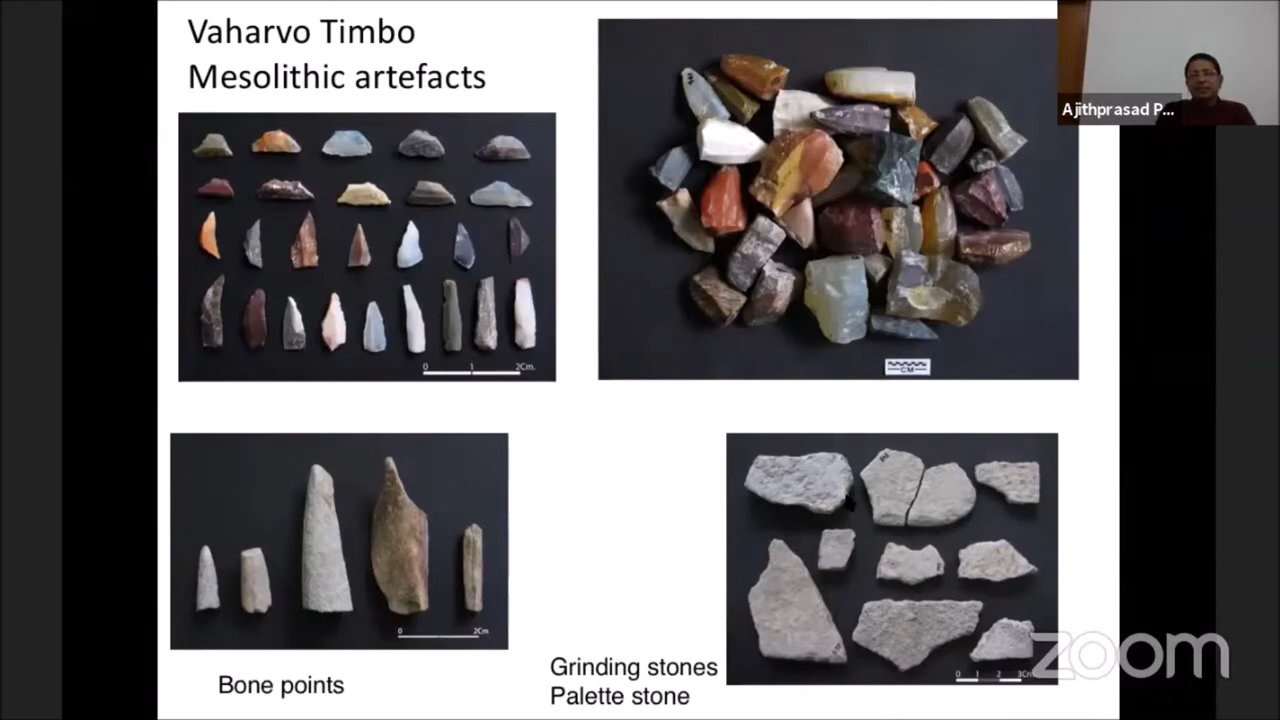 Vaharvo Timbo
Mesolithic artefacts
Ajithprasad P...
0 1 2Cm.
CM
0 2Cm
0 1 2 3Cm
Bone points
Grinding stones
Palette stone
zoom